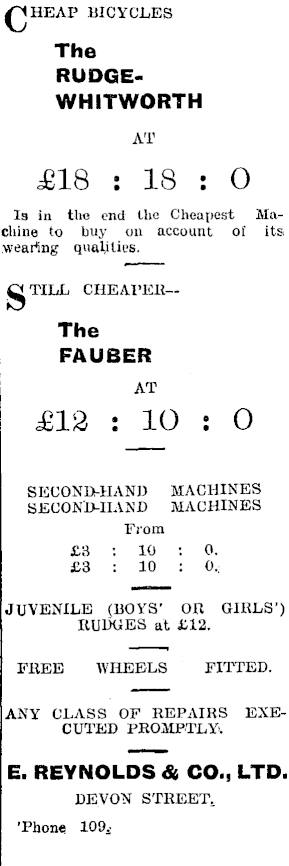 CHEAP BICYCLES
The
RUDGE-
WHITWORTH
AT
£18 : 18 : 0
Is in the end the Cheapest Ma-
chine to buy on account of its
wearing qualities.
STILL CHEAPER--
The
FAUBER
AT
£12 : 10 : 0
SECOND-HAND MACHINES
SECOND-HAND MACHINES
From
£3 : 10 : 0.
£3 : 10 : 0.
JUVENILE (BOYS' OR GIRLS')
RUDGES at £12.
FREE WHEELS FITTED.
ANY CLASS OF REPAIRS EXE-
CUTED PROMPTLY.
E. REYNOLDS & CO., LTD.
DEVON STREET.
'Phone 109.